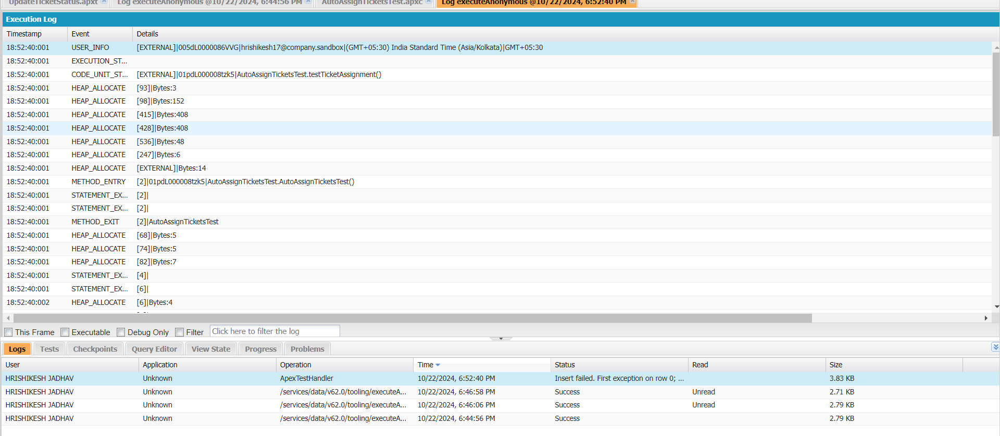 UpdateTicketStatus.apxt Log executeAnonymous @10/22/2024, 6:44:56 PM AutoAssignTicketsTest.apxc Log executeAnonymous @10/22/2024, 6:52:40 PM
Execution Log
Timestamp Event Details
18:52:40:001 USER_INFO [EXTERNAL]|005dL0000086VVG|hrishikesh17@company.sandbox|(GMT+05:30) India Standard Time (Asia/Kolkata)|GMT+05:30
18:52:40:001 EXECUTION_ST...
18:52:40:001 CODE_UNIT_ST... [EXTERNAL]|01pdL000008tzk5|AutoAssignTicketsTest.testTicketAssignment()
18:52:40:001 HEAP_ALLOCATE [93]|Bytes:3
18:52:40:001 HEAP_ALLOCATE [98]|Bytes:152
18:52:40:001 HEAP_ALLOCATE [415]|Bytes:408
18:52:40:001 HEAP_ALLOCATE [428]|Bytes:408
18:52:40:001 HEAP_ALLOCATE [536]|Bytes:48
18:52:40:001 HEAP_ALLOCATE [247]|Bytes:6
18:52:40:001 HEAP_ALLOCATE [EXTERNAL]|Bytes:14
18:52:40:001 METHOD_ENTRY [2]|01pdL000008tzk5|AutoAssignTicketsTest.AutoAssignTicketsTest()
18:52:40:001 STATEMENT_EX... [2]|
18:52:40:001 STATEMENT_EX... [2]|
18:52:40:001 METHOD_EXIT [2]|AutoAssignTicketsTest
18:52:40:001 HEAP_ALLOCATE [68]|Bytes:5
18:52:40:001 HEAP_ALLOCATE [74]|Bytes:5
18:52:40:001 HEAP_ALLOCATE [82]|Bytes:7
18:52:40:001 STATEMENT_EX... [4]|
18:52:40:001 STATEMENT_EX... [6]|
18:52:40:002 HEAP_ALLOCATE [6]|Bytes:4
This Frame Executable Debug Only Filter Click here to filter the log
Logs Tests Checkpoints Query Editor View State Progress Problems
User Application Operation Time Status Read Size
HRISHIKESH JADHAV Unknown ApexTestHandler 10/22/2024, 6:52:40 PM Insert failed. First exception on row 0; ... 3.83 KB
HRISHIKESH JADHAV Unknown /services/data/v62.0/tooling/executeA... 10/22/2024, 6:46:58 PM Success Unread 2.71 KB
HRISHIKESH JADHAV Unknown /services/data/v62.0/tooling/executeA... 10/22/2024, 6:46:06 PM Success Unread 2.79 KB
HRISHIKESH JADHAV Unknown /services/data/v62.0/tooling/executeA... 10/22/2024, 6:44:56 PM Success 2.79 KB